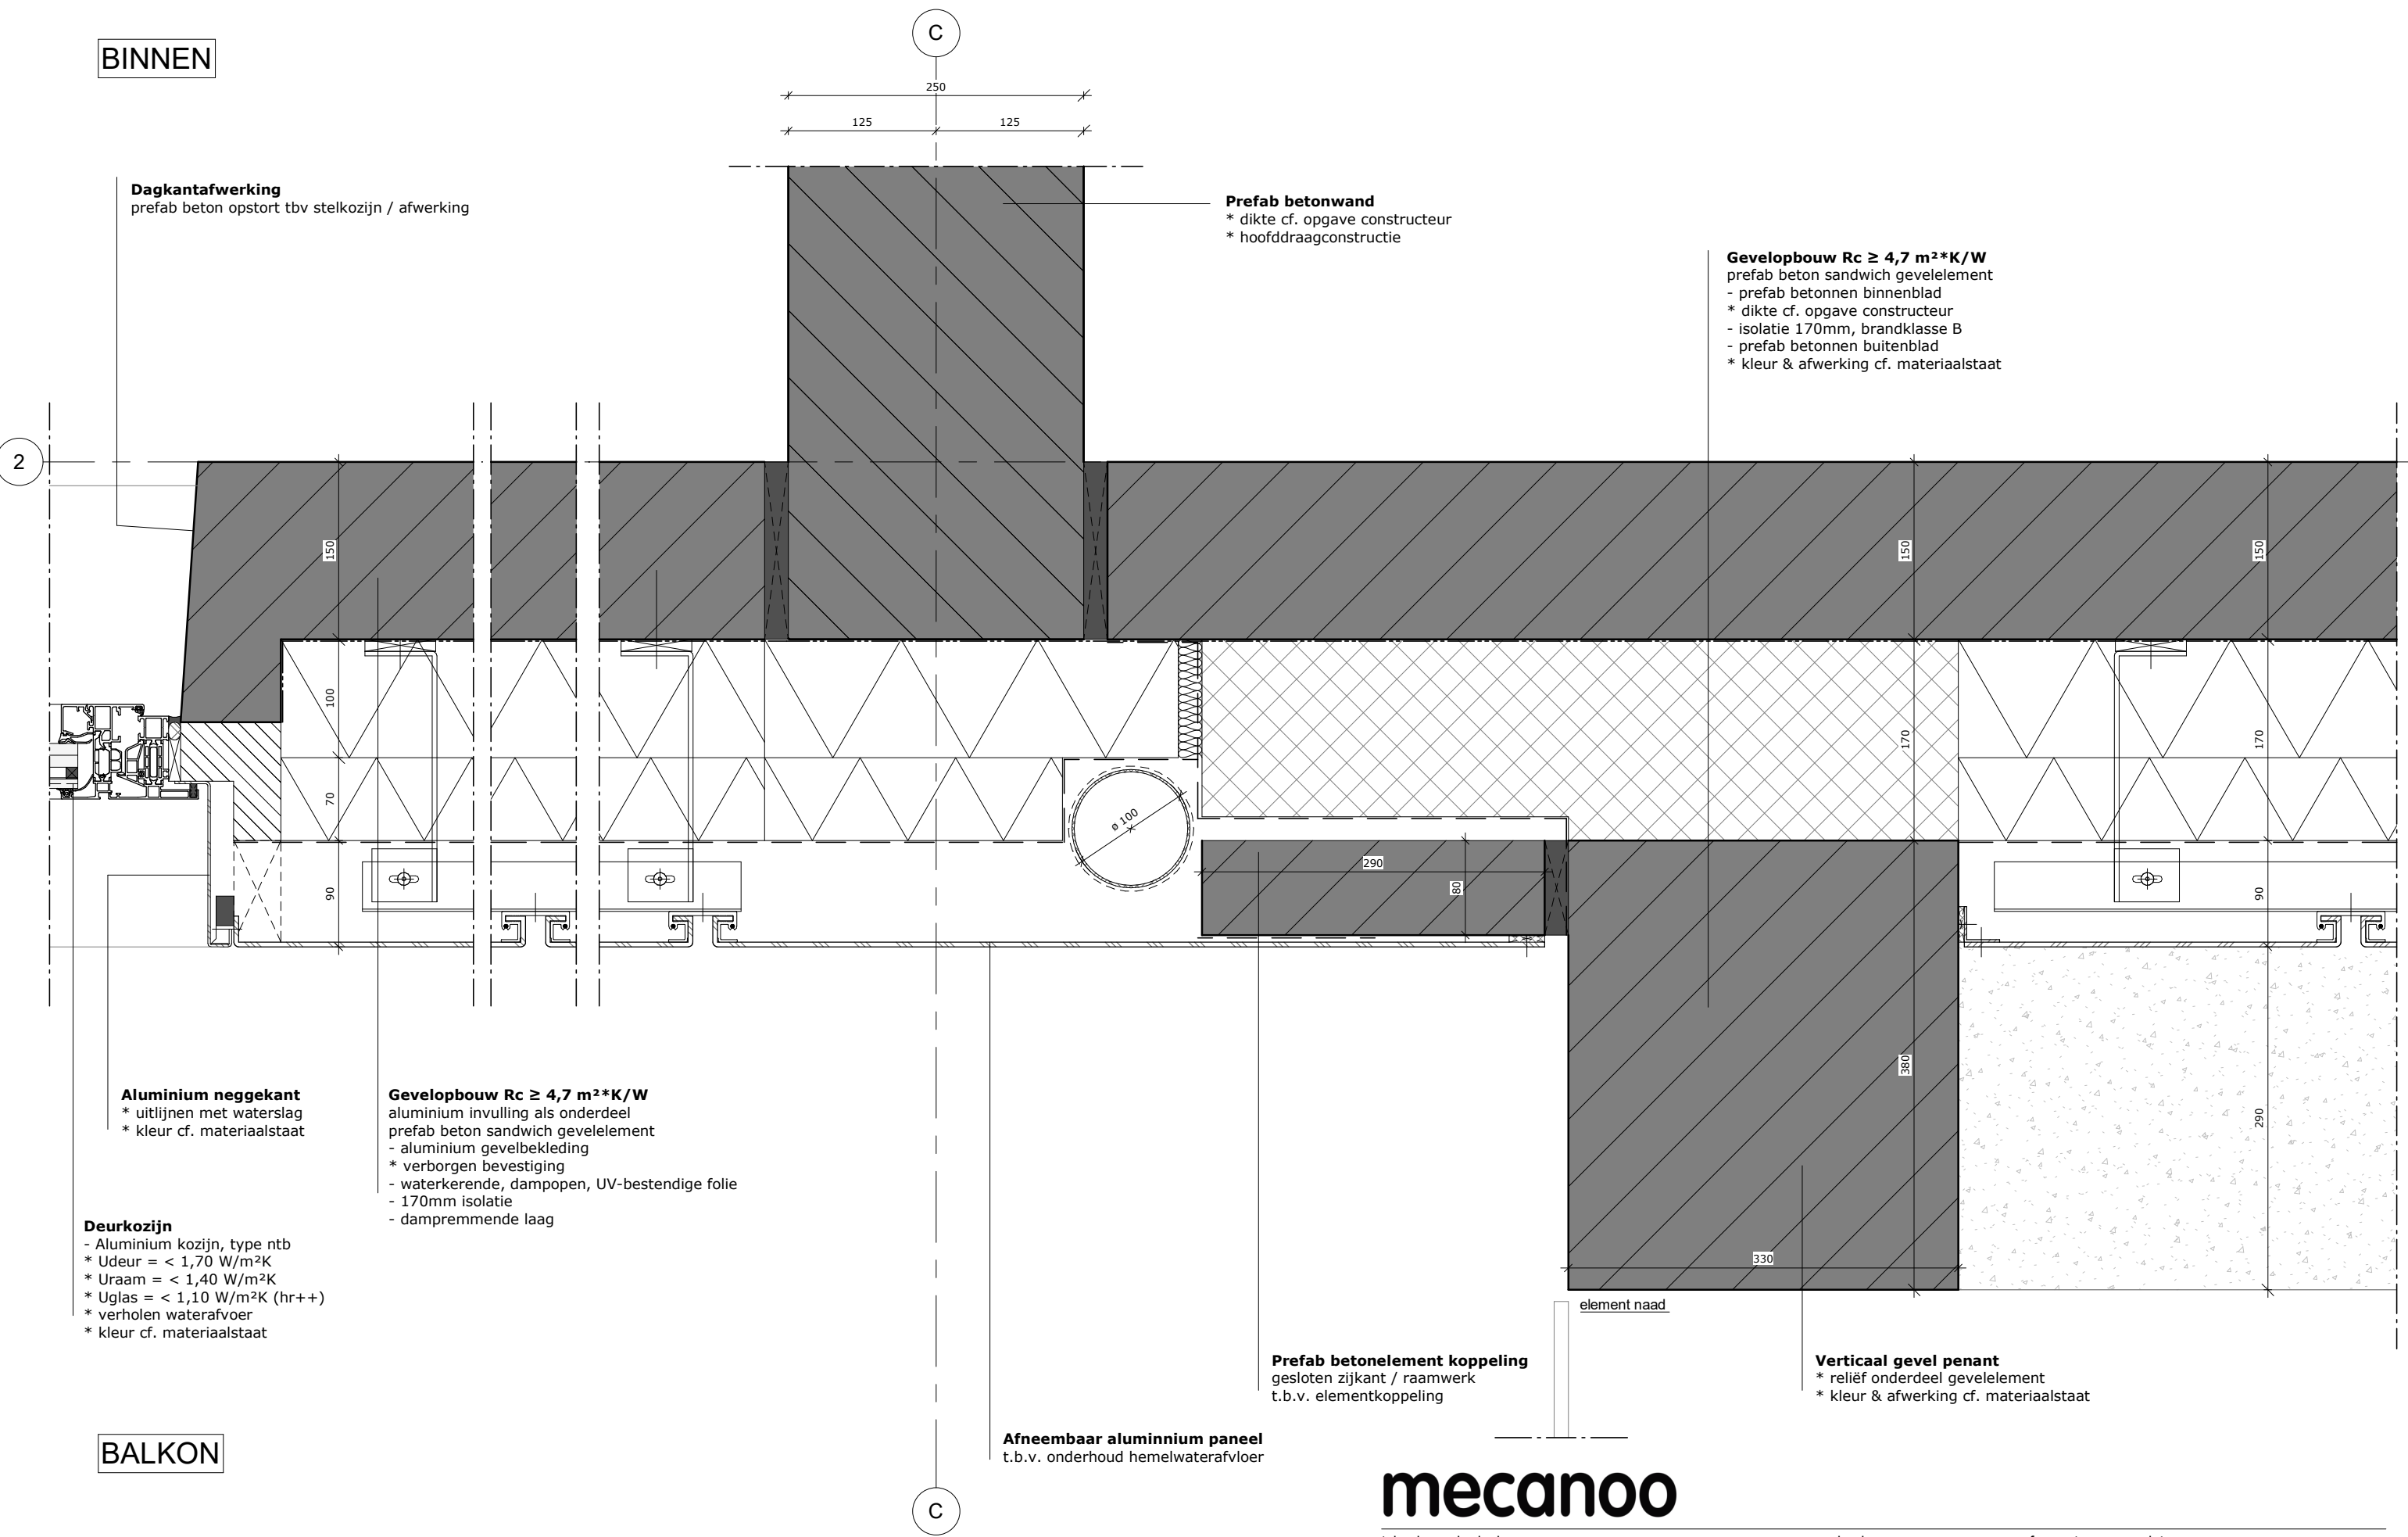 BINNEN
C
250
125
125
Dagkantafwerking
prefab beton opstort tbv stelkozijn / afwerking
Prefab betonwand
* dikte cf. opgave constructeur
* hoofddraagconstructie
Gevelopbouw Rc ≥ 4,7 m²*K/W
prefab beton sandwich gevelelement
- prefab betonnen binnenblad
* dikte cf. opgave constructeur
- isolatie 170mm, brandklasse B
- prefab betonnen buitenblad
* kleur & afwerking cf. materiaalstaat
2
150
150
150
100
170
170
70
ø 100
290
80
90
90
380
290
330
element naad
Aluminium neggekant
* uitlijnen met waterslag
* kleur cf. materiaalstaat
Gevelopbouw Rc ≥ 4,7 m²*K/W
aluminium invulling als onderdeel
prefab beton sandwich gevelelement
- aluminium gevelbekleding
* verborgen bevestiging
- waterkerende, dampopen, UV-bestendige folie
- 170mm isolatie
- dampremmende laag
Deurkozijn
- Aluminium kozijn, type ntb
* Udeur = < 1,70 W/m²K
* Uraam = < 1,40 W/m²K
* Uglas = < 1,10 W/m²K (hr++)
* verholen waterafvoer
* kleur cf. materiaalstaat
Prefab betonelement koppeling
gesloten zijkant / raamwerk
t.b.v. elementkoppeling
Verticaal gevel penant
* reliëf onderdeel gevelelement
* kleur & afwerking cf. materiaalstaat
Afneembaar aluminnium paneel
t.b.v. onderhoud hemelwaterafvloer
BALKON
C
mecanoo